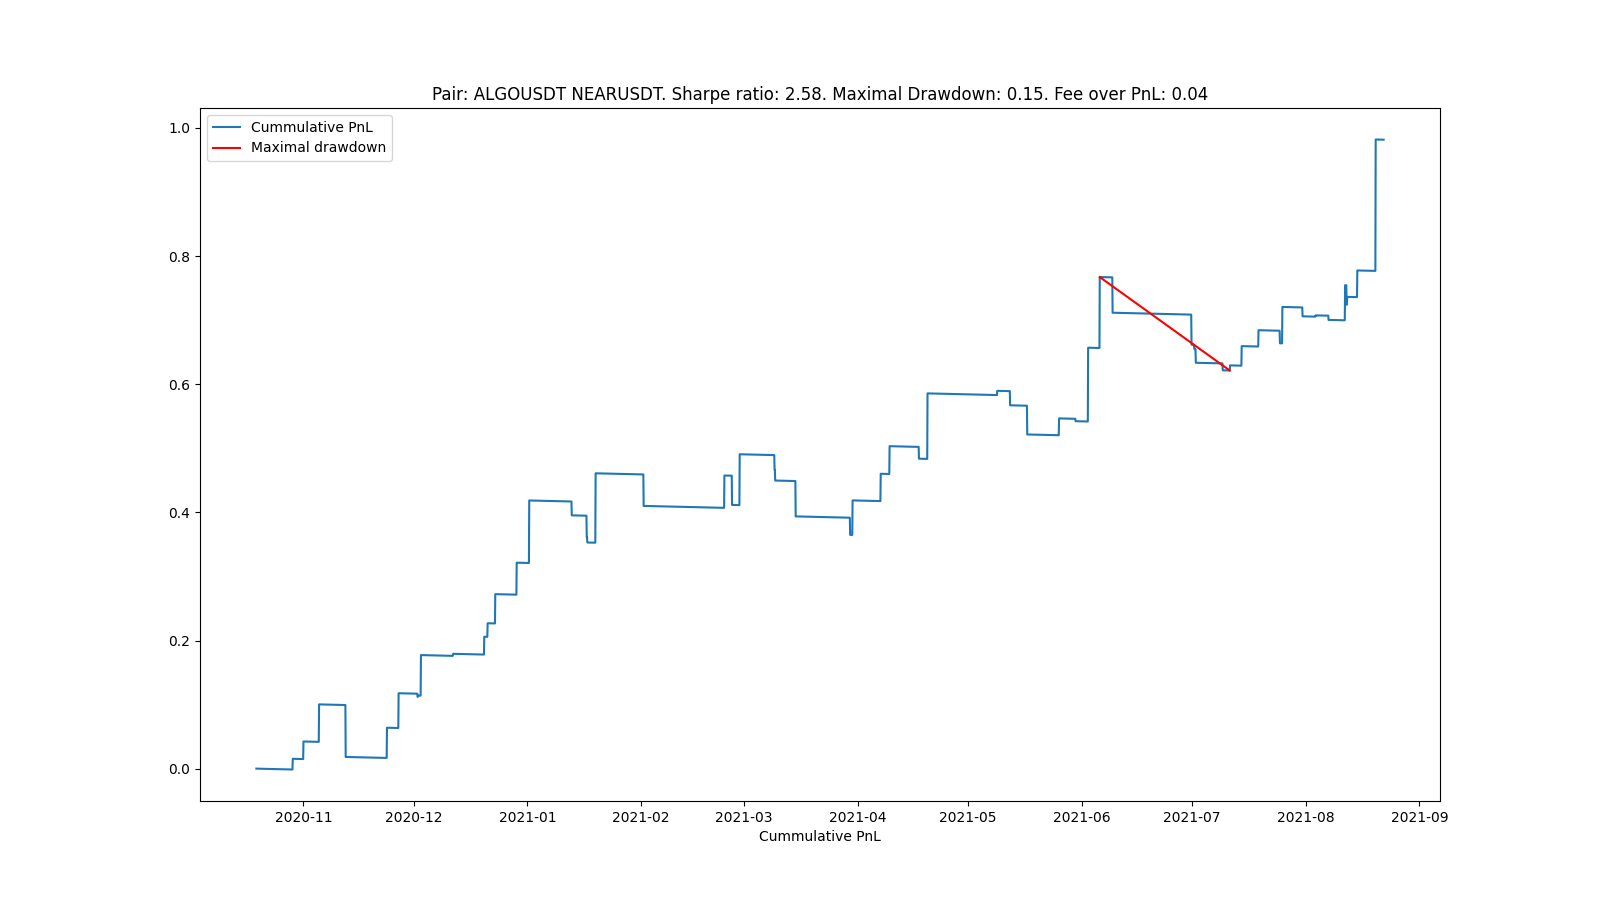 Pair: ALGOUSDT NEARUSDT. Sharpe ratio: 2.58. Maximal Drawdown: 0.15. Fee over PnL: 0.04
Cummulative PnL
Maximal drawdown
1.0
0.8
0.6
0.4
0.2
0.0
2020-11 2020-12 2021-01 2021-02 2021-03 2021-04 2021-05 2021-06 2021-07 2021-08 2021-09
Cummulative PnL